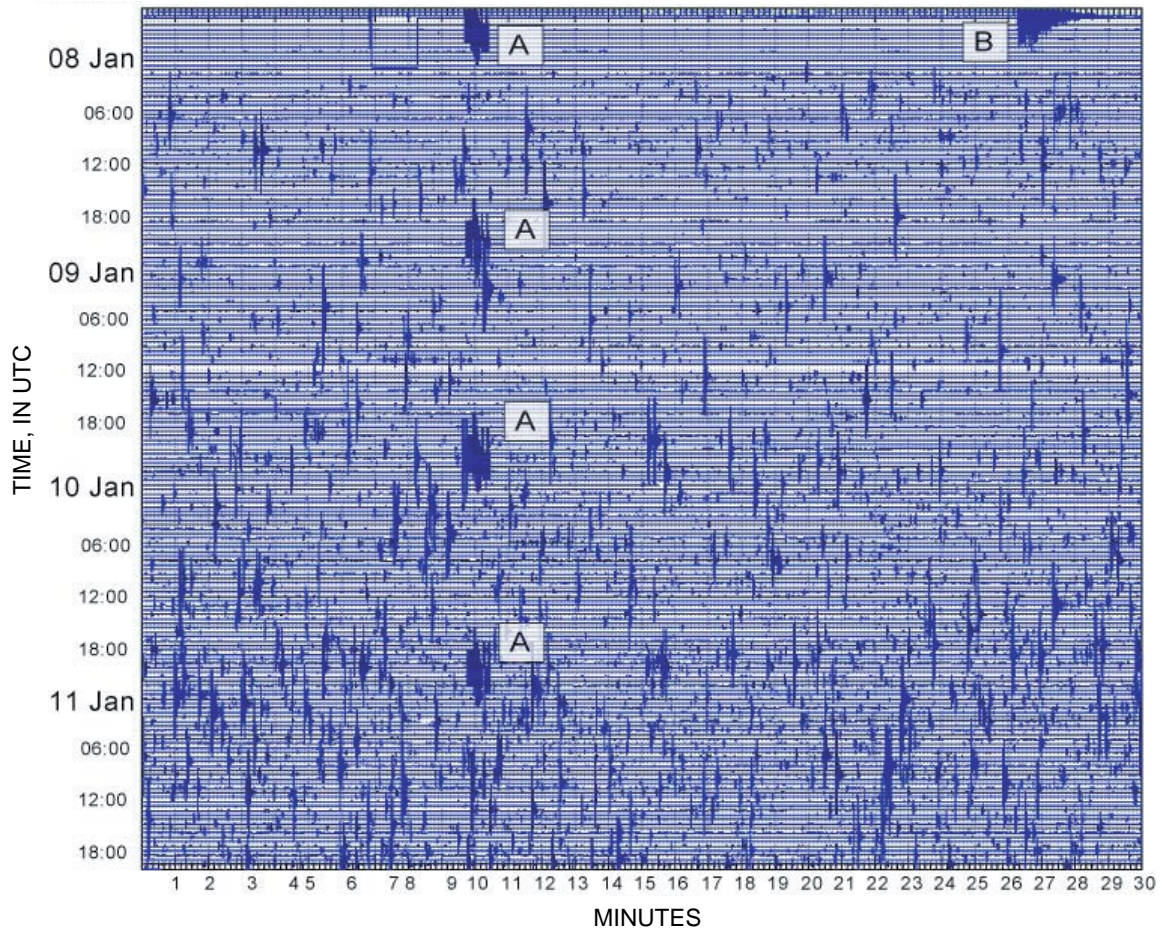 A
B
08 Jan
06:00
12:00
18:00
A
09 Jan
06:00
12:00
18:00
A
10 Jan
06:00
12:00
18:00
A
11 Jan
06:00
12:00
18:00
TIME, IN UTC
1 2 3 4 5 6 7 8 9 10 11 12 13 14 15 16 17 18 19 20 21 22 23 24 25 26 27 28 29 30
MINUTES